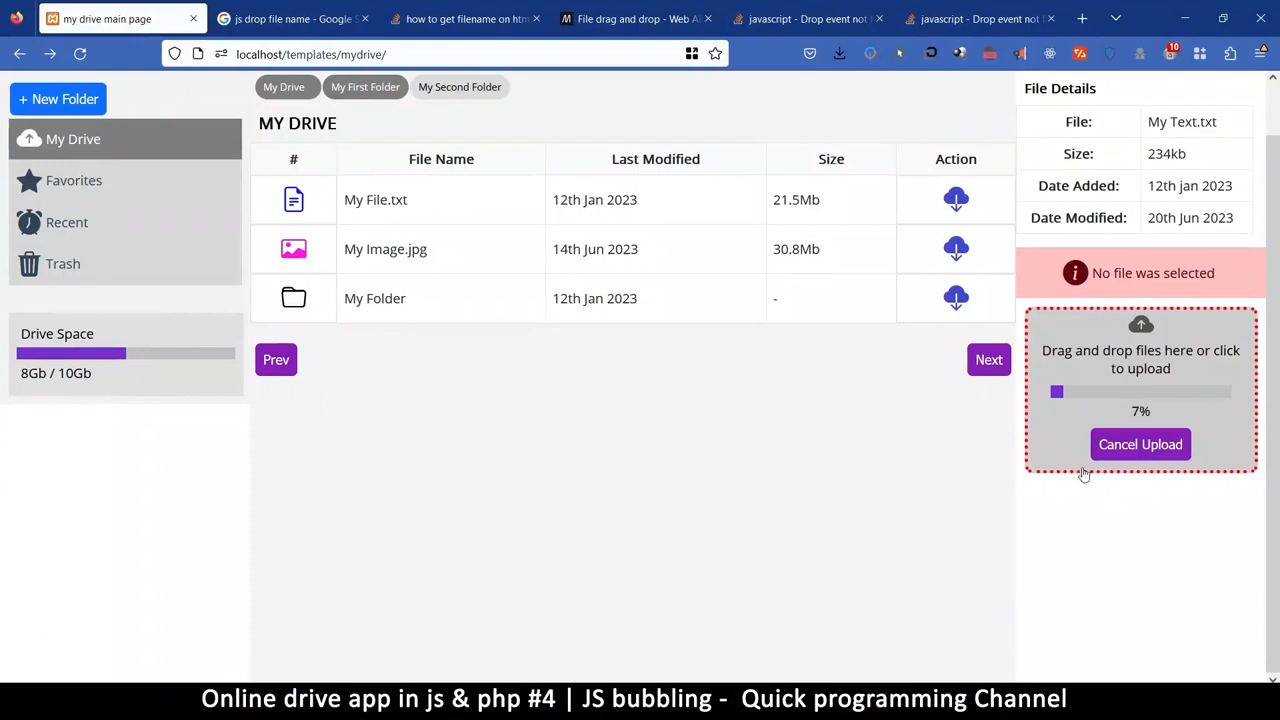 my drive main page
js drop file name - Google S
how to get filename on htm
File drag and drop - Web A
javascript - Drop event not
javascript - Drop event not
localhost/templates/mydrive/
10
+ New Folder
My Drive
Favorites
Recent
Trash
Drive Space
8Gb / 10Gb
My Drive
My First Folder
My Second Folder
MY DRIVE
# File Name Last Modified Size Action
My File.txt 12th Jan 2023 21.5Mb
My Image.jpg 14th Jun 2023 30.8Mb
My Folder 12th Jan 2023 -
Prev
Next
File Details
File: My Text.txt
Size: 234kb
Date Added: 12th jan 2023
Date Modified: 20th Jun 2023
No file was selected
Drag and drop files here or click
to upload
7%
Cancel Upload
Online drive app in js & php #4 | JS bubbling - Quick programming Channel